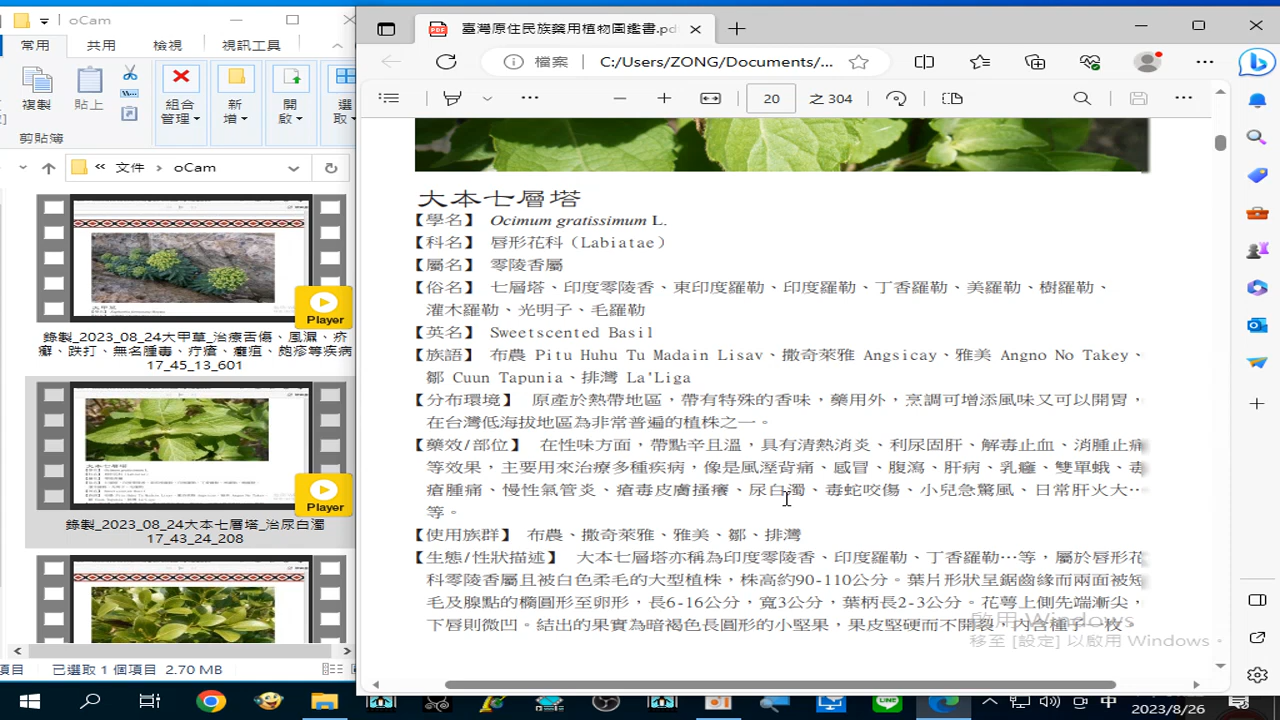 oCam
臺灣原住民族藥用植物圖鑑書.pdf
常用 共用 檢視 視訊工具
檔案 C:/Users/ZONG/Documents/...
複製 貼上 組合管理 新增 開啟 選取
剪貼簿
20 之 304
文件 oCam
Player
錄製_2023_08_24大甲草_治療舌傷、風濕、疥
癬、跌打、無名腫毒、疔瘡、癰疽、皰疹等疾病
17_45_13_601
Player
錄製_2023_08_24大本七層塔_治尿白濁
17_43_24_208
項目 已選取 1 個項目 2.70 MB
大本七層塔
【學名】 Ocimum gratissimum L.
【科名】 唇形花科（Labiatae）
【屬名】 零陵香屬
【俗名】 七層塔、印度零陵香、東印度羅勒、印度羅勒、丁香羅勒、美羅勒、樹羅勒、
灌木羅勒、光明子、毛羅勒
【英名】 Sweetscented Basil
【族語】 布農 Pitu Huhu Tu Madain Lisav、撒奇萊雅 Angsicay、雅美 Angno No Takey、
鄒 Cuun Tapunia、排灣 La'Liga
【分布環境】 原產於熱帶地區，帶有特殊的香味，藥用外，烹調可增添風味又可以開胃，
在台灣低海拔地區為非常普遍的植株之一。
【藥效/部位】 在性味方面，帶點辛且溫，具有清熱消炎、利尿固肝、解毒止血、消腫止痛
等效果，主要用來治療多種疾病，像是風溼背痛、感冒、腹瀉、肝病、乳癰、雙單蛾、毒
瘡腫痛、慢性氣管炎、瘡毒皮膚搔癢、尿白濁、毒蛇咬傷、小兒急驚風、日常肝火大…
等。
【使用族群】 布農、撒奇萊雅、雅美、鄒、排灣
【生態/性狀描述】 大本七層塔亦稱為印度零陵香、印度羅勒、丁香羅勒…等，屬於唇形花
科零陵香屬且被白色柔毛的大型植株，株高約90-110公分。葉片形狀呈鋸齒緣而兩面被短
毛及腺點的橢圓形至卵形，長6-16公分，寬3公分，葉柄長2-3公分。花萼上側先端漸尖，
下唇則微凹。結出的果實為暗褐色長圓形的小堅果，果皮堅硬而不開裂，內含種子一枚。
啟用 Windows
移至 [設定] 以啟用 Windows。
中
2023/8/26